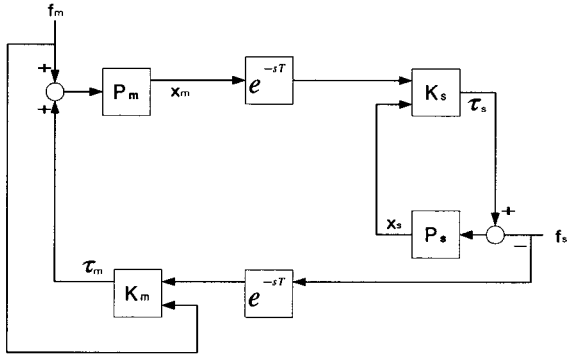 fm
+
+
Pm
xm
e^{-sT}
Ks
τs
+
−
xs
Ps
fs
τm
Km
e^{-sT}